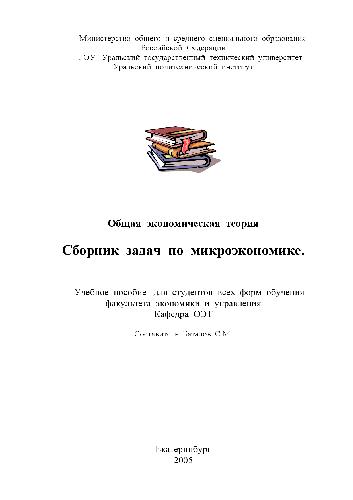 Министерство общего и среднего специального образования
Российской Федерации
Уральский государственный технический университет
Уральский политехнический институт
Общая экономическая теория
Сборник задач по микроэкономике.
Учебное пособие для студентов всех форм обучения
факультета экономики и управления
Кафедра ОЭТ
Екатеринбург
2005